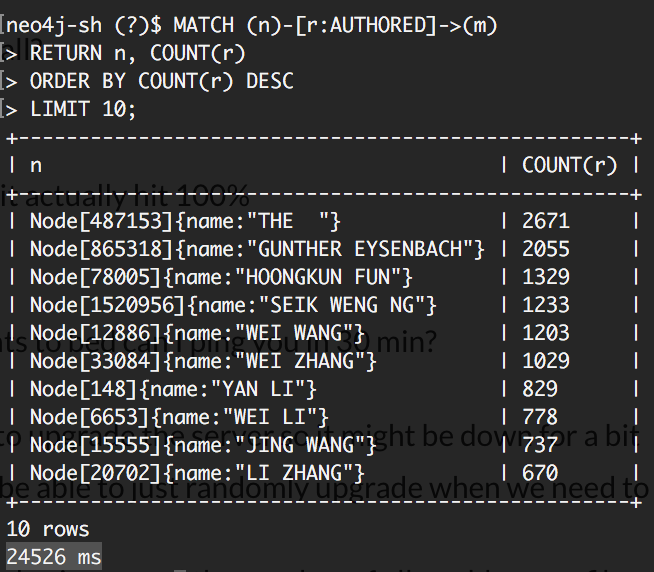 neo4j-sh (?)$ MATCH (n)-[r:AUTHORED]->(m)
> RETURN n, COUNT(r)
> ORDER BY COUNT(r) DESC
> LIMIT 10;
| n | COUNT(r) |
it actually hit 100%
| Node[487153]{name:"THE  "} | 2671 |
| Node[865318]{name:"GUNTHER EYSENBACH"} | 2055 |
| Node[78005]{name:"HOONGKUN FUN"} | 1329 |
| Node[1520956]{name:"SEIK WENG NG"} | 1233 |
| Node[12886]{name:"WEI WANG"} | 1203 |
to bed can I ping you in 30 min?
| Node[33084]{name:"WEI ZHANG"} | 1029 |
| Node[148]{name:"YAN LI"} | 829 |
| Node[6653]{name:"WEI LI"} | 778 |
to upgrade the server so it might be down for a bit
| Node[15555]{name:"JING WANG"} | 737 |
| Node[20702]{name:"LI ZHANG"} | 670 |
be able to just randomly upgrade when we need to
10 rows
24526 ms